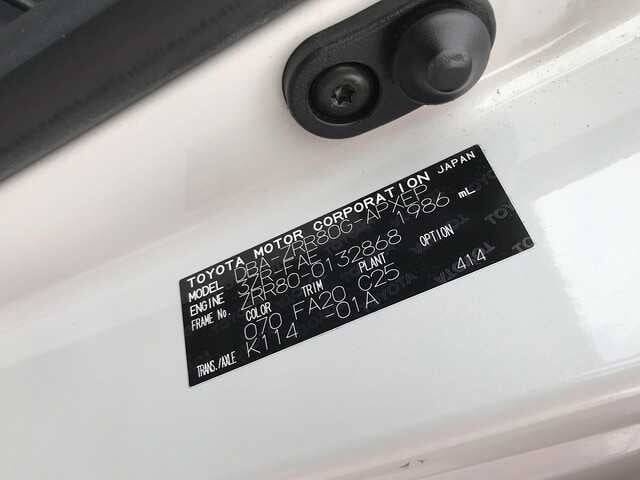 TOYOTA MOTOR CORPORATION JAPAN
MODEL DBA-ZRR80G-APXEP
ENGINE 3ZR-FAE 1986 mL
FRAME No. ZRR80-0132868
COLOR TRIM PLANT OPTION
070 FA20 C25 414
TRANS./AXLE K114 -01A